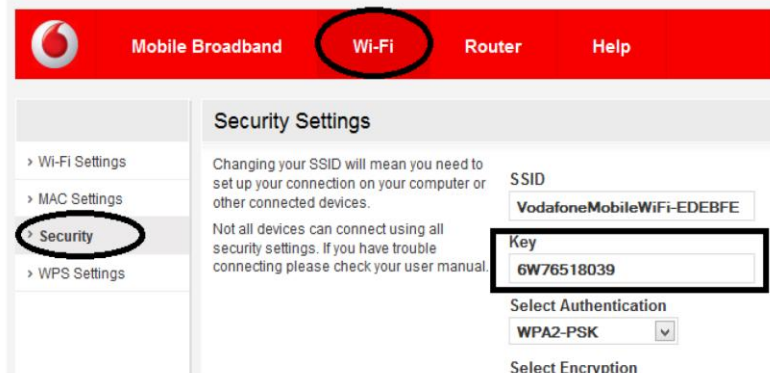 Mobile Broadband Wi-Fi Router Help
Security Settings
> Wi-Fi Settings
> MAC Settings
> Security
> WPS Settings
Changing your SSID will mean you need to
set up your connection on your computer or
other connected devices.
Not all devices can connect using all
security settings. If you have trouble
connecting please check your user manual.
SSID
VodafoneMobileWiFi-EDEBFE
Key
6W76518039
Select Authentication
WPA2-PSK
Select Encryption